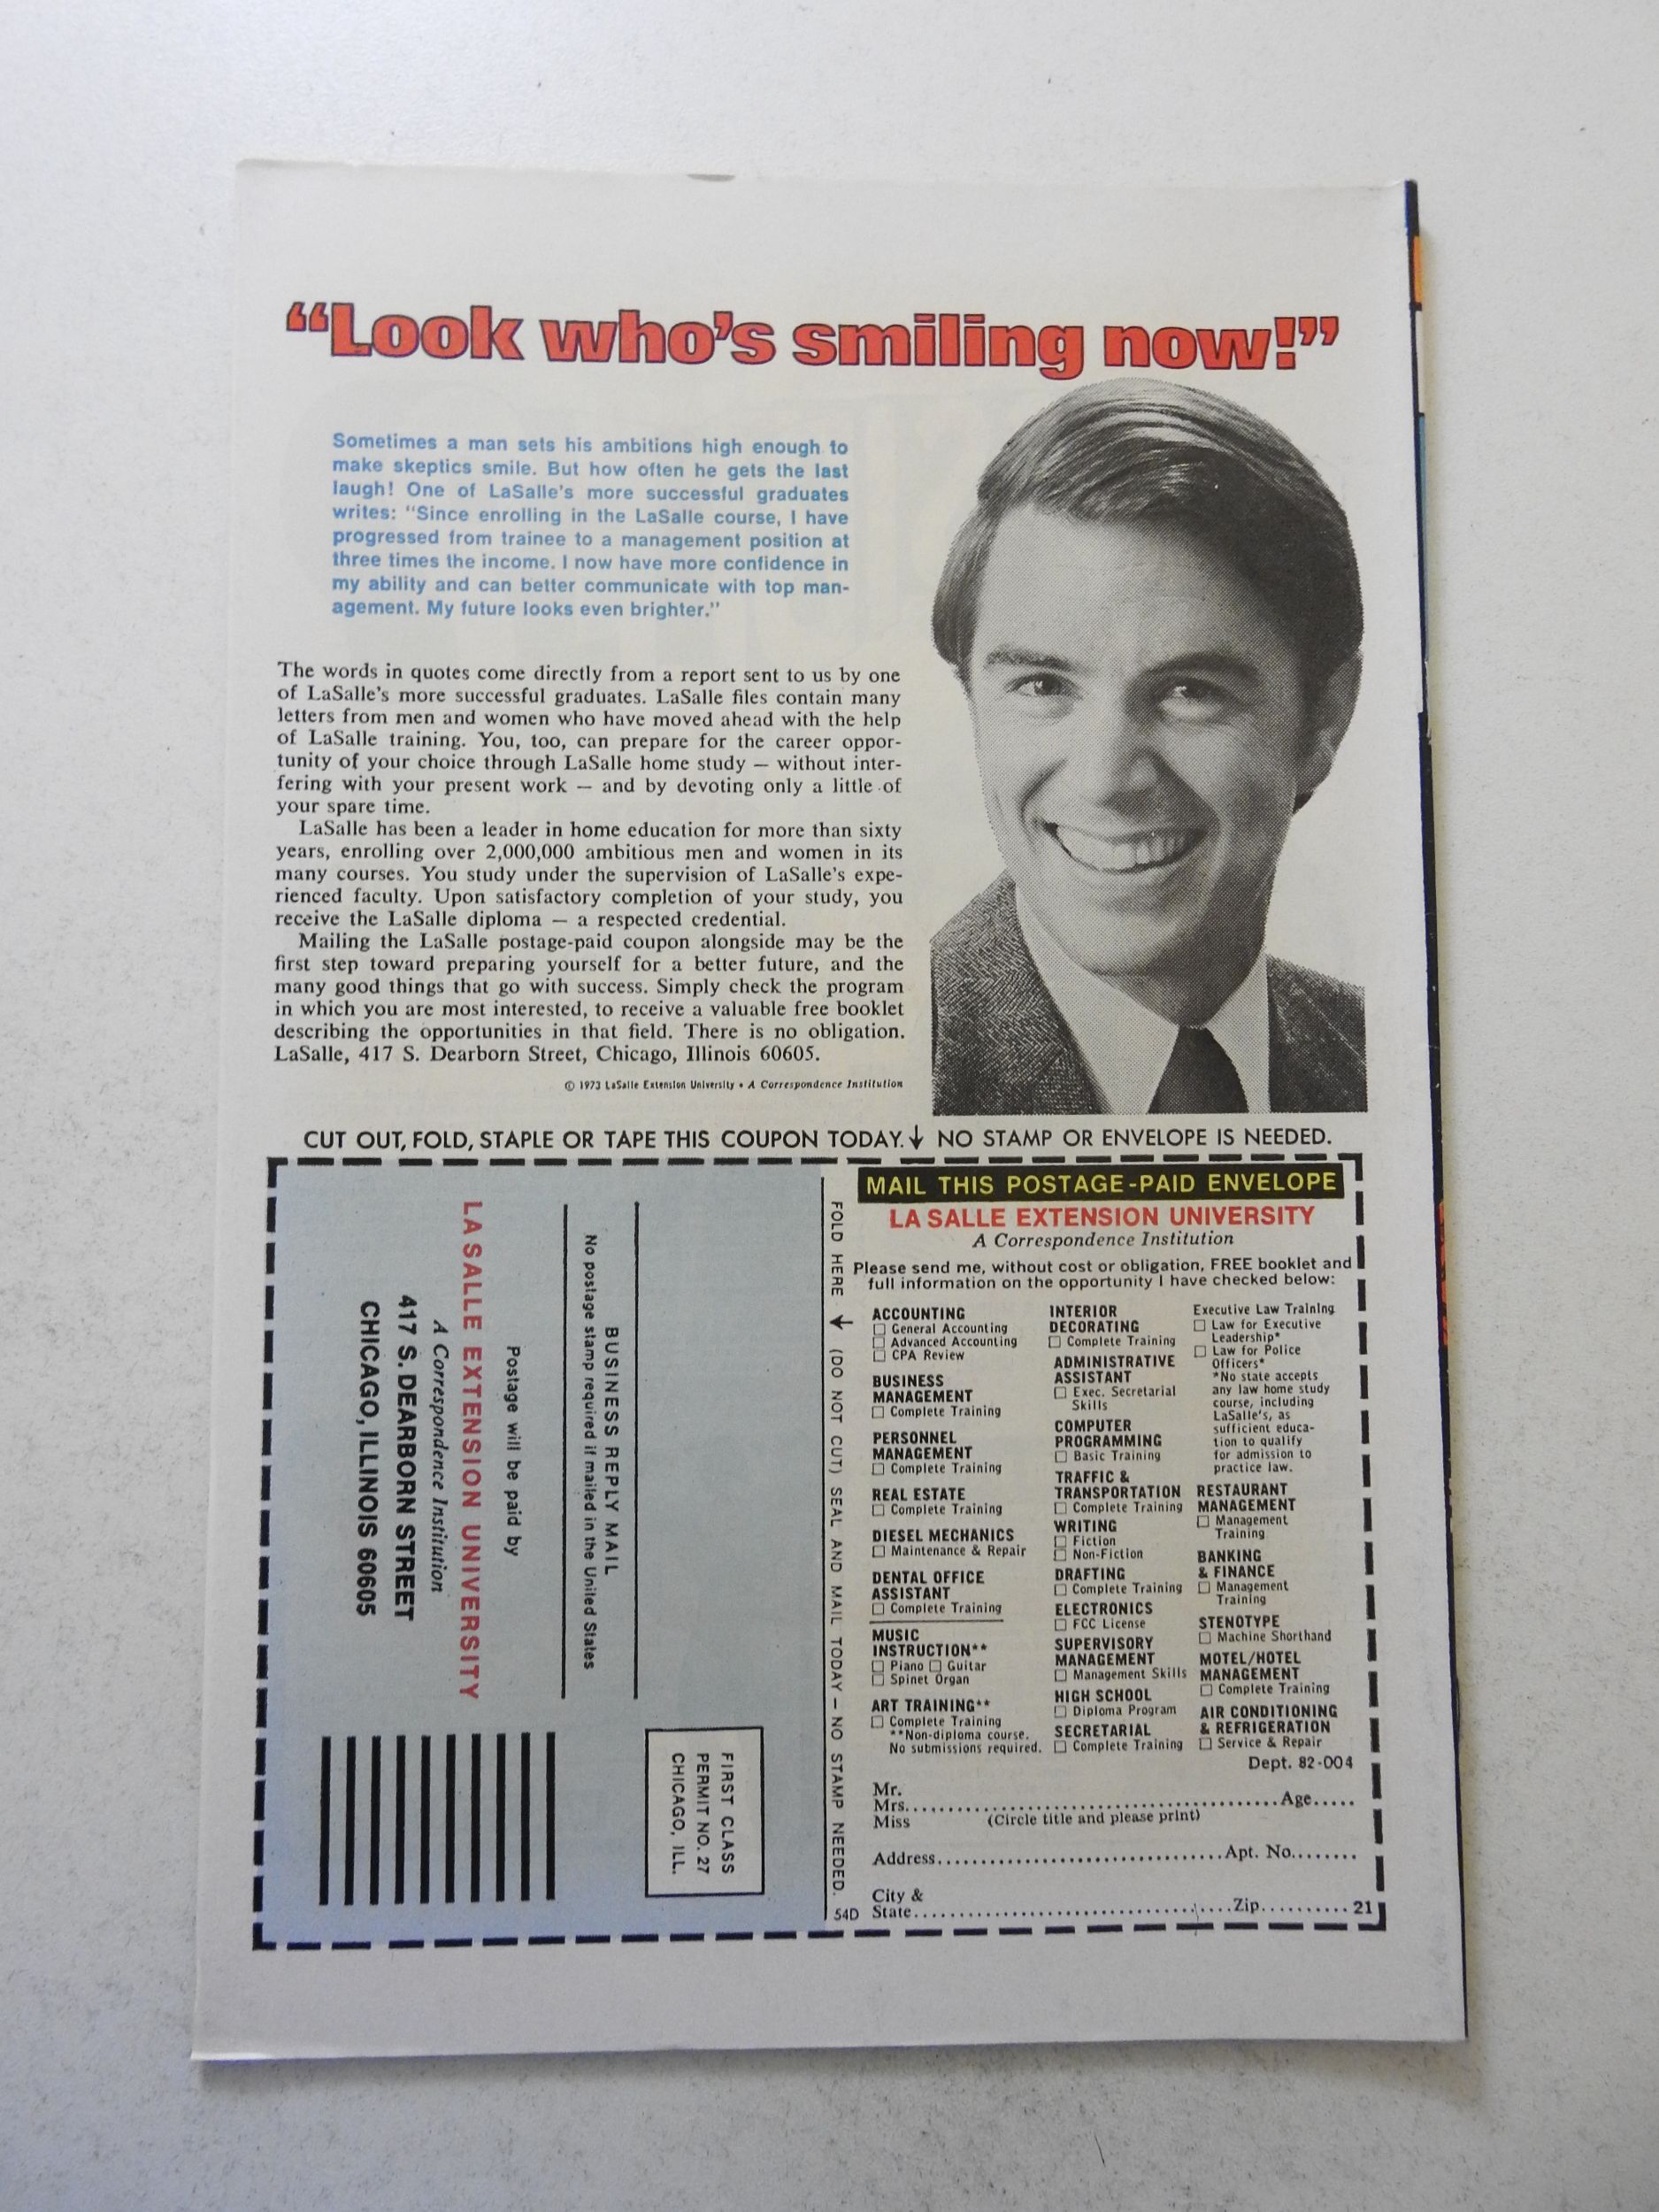 “Look who’s smiling now!”
Sometimes a man sets his ambitions high enough to
make skeptics smile. But how often he gets the last
laugh! One of LaSalle’s more successful graduates
writes: “Since enrolling in the LaSalle course, I have
progressed from trainee to a management position at
three times the income. I now have more confidence in
my ability and can better communicate with top man-
agement. My future looks even brighter.”
The words in quotes come directly from a report sent to us by one
of LaSalle’s more successful graduates. LaSalle files contain many
letters from men and women who have moved ahead with the help
of LaSalle training. You, too, can prepare for the career oppor-
tunity of your choice through LaSalle home study — without inter-
fering with your present work — and by devoting only a little of
your spare time.
LaSalle has been a leader in home education for more than sixty
years, enrolling over 2,000,000 ambitious men and women in its
many courses. You study under the supervision of LaSalle’s expe-
rienced faculty. Upon satisfactory completion of your study, you
receive the LaSalle diploma — a respected credential.
Mailing the LaSalle postage-paid coupon alongside may be the
first step toward preparing yourself for a better future, and the
many good things that go with success. Simply check the program
in which you are most interested, to receive a valuable free booklet
describing the opportunities in that field. There is no obligation.
LaSalle, 417 S. Dearborn Street, Chicago, Illinois 60605.
© 1973 LaSalle Extension University • A Correspondence Institution
CUT OUT, FOLD, STAPLE OR TAPE THIS COUPON TODAY.↓ NO STAMP OR ENVELOPE IS NEEDED.
FIRST CLASS
PERMIT NO. 27
CHICAGO, ILL.
BUSINESS REPLY MAIL
No postage stamp required if mailed in the United States
Postage will be paid by
LA SALLE EXTENSION UNIVERSITY
A Correspondence Institution
417 S. DEARBORN STREET
CHICAGO, ILLINOIS 60605
FOLD HERE ↓ (DO NOT CUT) SEAL AND MAIL TODAY — NO STAMP NEEDED.
54D
MAIL THIS POSTAGE-PAID ENVELOPE
LA SALLE EXTENSION UNIVERSITY
A Correspondence Institution
Please send me, without cost or obligation, FREE booklet and
full information on the opportunity I have checked below:
ACCOUNTING
☐ General Accounting
☐ Advanced Accounting
☐ CPA Review
BUSINESS
MANAGEMENT
☐ Complete Training
PERSONNEL
MANAGEMENT
☐ Complete Training
REAL ESTATE
☐ Complete Training
DIESEL MECHANICS
☐ Maintenance & Repair
DENTAL OFFICE
ASSISTANT
☐ Complete Training
MUSIC
INSTRUCTION**
☐ Piano ☐ Guitar
☐ Spinet Organ
ART TRAINING**
☐ Complete Training
**Non-diploma course.
No submissions required.
INTERIOR
DECORATING
☐ Complete Training
ADMINISTRATIVE
ASSISTANT
☐ Exec. Secretarial
Skills
COMPUTER
PROGRAMMING
☐ Basic Training
TRAFFIC &
TRANSPORTATION
☐ Complete Training
WRITING
☐ Fiction
☐ Non-Fiction
DRAFTING
☐ Complete Training
ELECTRONICS
☐ FCC License
SUPERVISORY
MANAGEMENT
☐ Management Skills
HIGH SCHOOL
☐ Diploma Program
SECRETARIAL
☐ Complete Training
Executive Law Training
☐ Law for Executive
Leadership*
☐ Law for Police
Officers*
*No state accepts
any law home study
course, including
LaSalle’s, as
sufficient educa-
tion to qualify
for admission to
practice law.
RESTAURANT
MANAGEMENT
☐ Management
Training
BANKING
& FINANCE
☐ Management
Training
STENOTYPE
☐ Machine Shorthand
MOTEL/HOTEL
MANAGEMENT
☐ Complete Training
AIR CONDITIONING
& REFRIGERATION
☐ Service & Repair
Dept. 82-004
Mr.
Mrs. Age
Miss (Circle title and please print)
Address Apt. No.
City &
State Zip 21